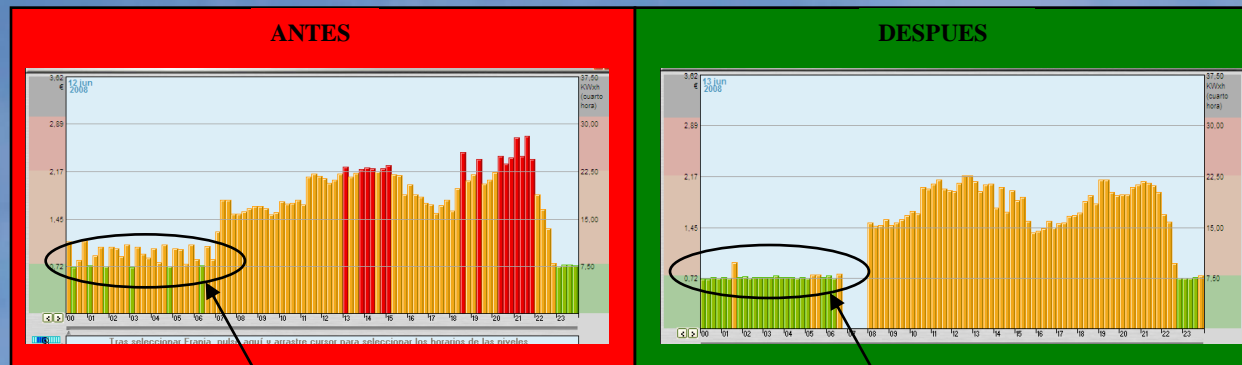 ANTES
DESPUES
3,62
€
12 jun
2008
37,50
KWxh
(cuarto
hora)
2.89
30,00
2.17
22,50
1,45
15,00
0,72
7,50
< > '00 '01 '02 '03 '04 '05 '06 '07 '08 '09 '10 '11 '12 '13 '14 '15 '16 '17 '18 '19 '20 '21 '22 '23
Tras seleccionar Franja, pulse aquí y arrastre cursor para seleccionar los horarios de las niveles
3,62
€
13 jun
2008
37,50
KWxh
(cuarto
hora)
2,89
30,00
2,17
22,50
1.45
15,00
0,72
7,50
< > '00 '01 '02 '03 '04 '05 '06 '07 '08 '09 '10 '11 '12 '13 '14 '15 '16 '17 '18 '19 '20 '21 '22 '23